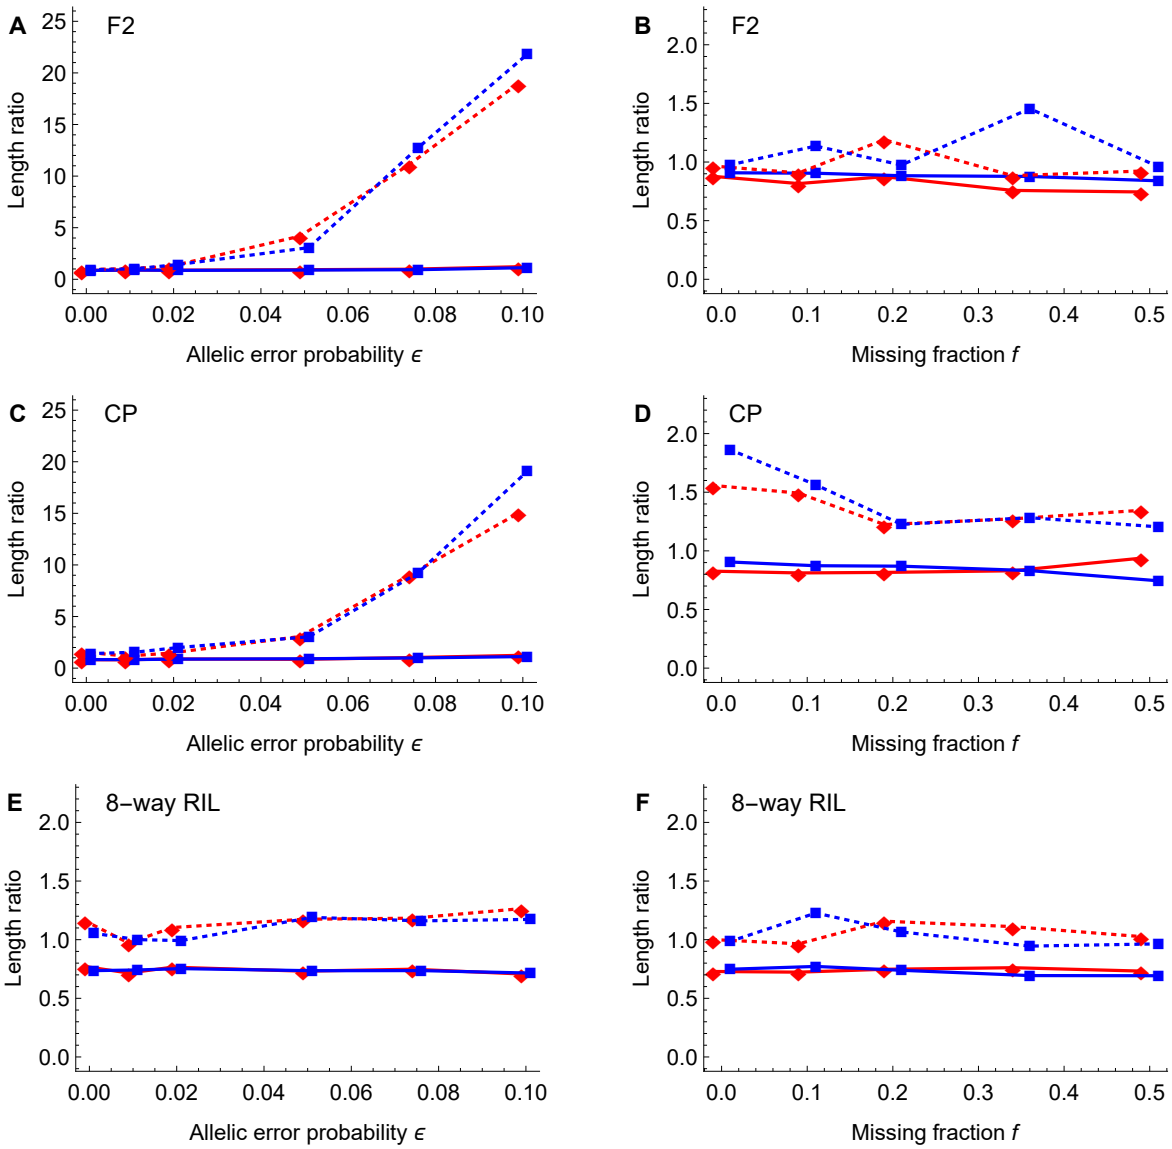 A F2
25
20
15
10
5
0
Length ratio
0.00 0.02 0.04 0.06 0.08 0.10
Allelic error probability ϵ
B F2
2.0
1.5
1.0
0.5
0.0
Length ratio
0.0 0.1 0.2 0.3 0.4 0.5
Missing fraction f
C CP
25
20
15
10
5
0
Length ratio
0.00 0.02 0.04 0.06 0.08 0.10
Allelic error probability ϵ
D CP
2.0
1.5
1.0
0.5
0.0
Length ratio
0.0 0.1 0.2 0.3 0.4 0.5
Missing fraction f
E 8−way RIL
2.0
1.5
1.0
0.5
0.0
Length ratio
0.00 0.02 0.04 0.06 0.08 0.10
Allelic error probability ϵ
F 8−way RIL
2.0
1.5
1.0
0.5
0.0
Length ratio
0.0 0.1 0.2 0.3 0.4 0.5
Missing fraction f